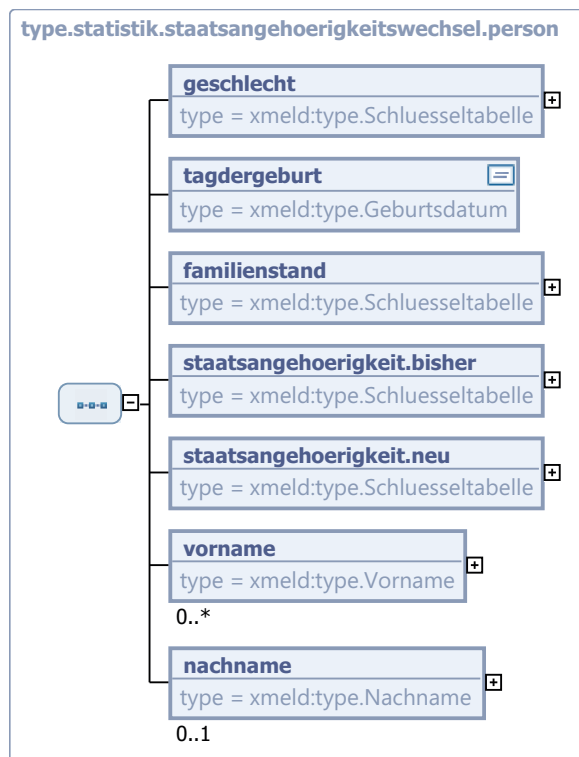 type.statistik.staatsangehoerigkeitswechsel.person
geschlecht
type = xmeld:type.Schluesseltabelle
tagdergeburt
type = xmeld:type.Geburtsdatum
familienstand
type = xmeld:type.Schluesseltabelle
staatsangehoerigkeit.bisher
type = xmeld:type.Schluesseltabelle
staatsangehoerigkeit.neu
type = xmeld:type.Schluesseltabelle
vorname
type = xmeld:type.Vorname
0..*
nachname
type = xmeld:type.Nachname
0..1